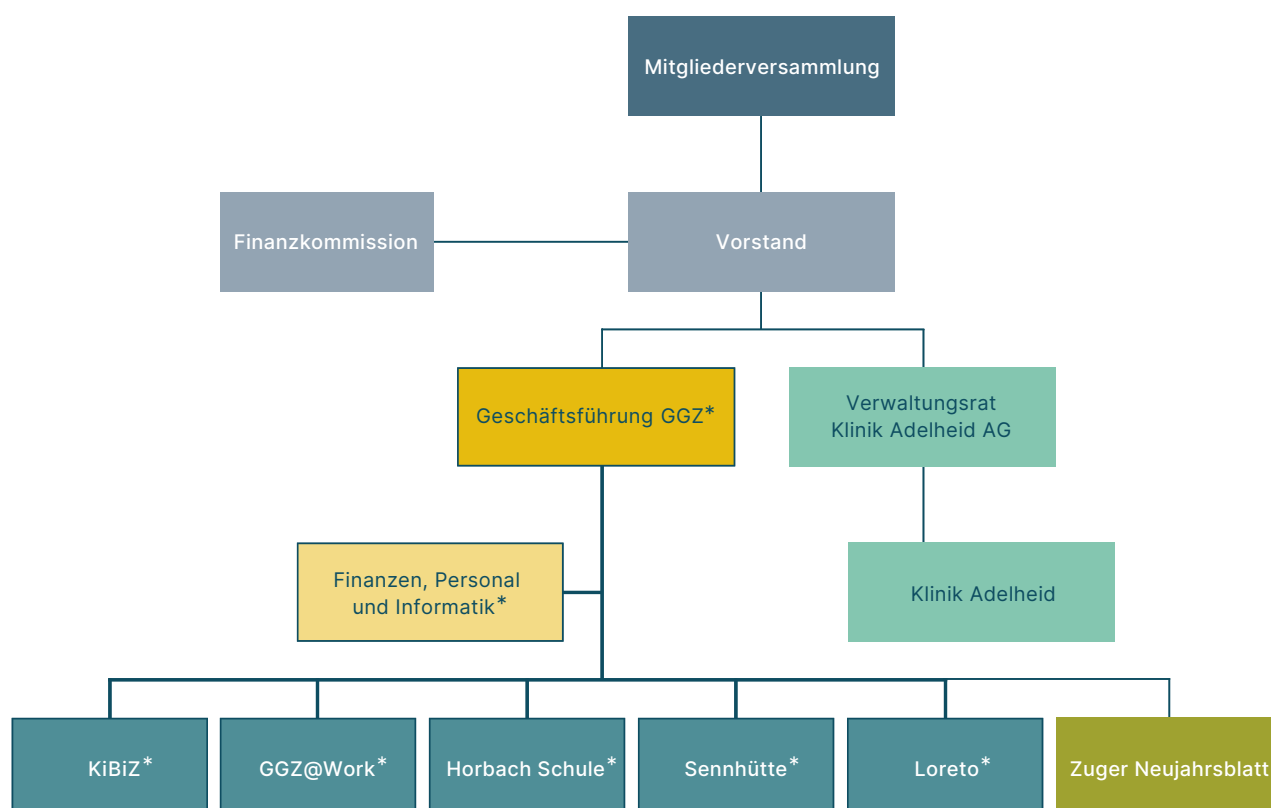 Mitgliederversammlung
Finanzkommission
Vorstand
Geschäftsführung GGZ*
Verwaltungsrat
Klinik Adelheid AG
Finanzen, Personal
und Informatik*
Klinik Adelheid
KiBiZ*
GGZ@Work*
Horbach Schule*
Sennhütte*
Loreto*
Zuger Neujahrsblatt